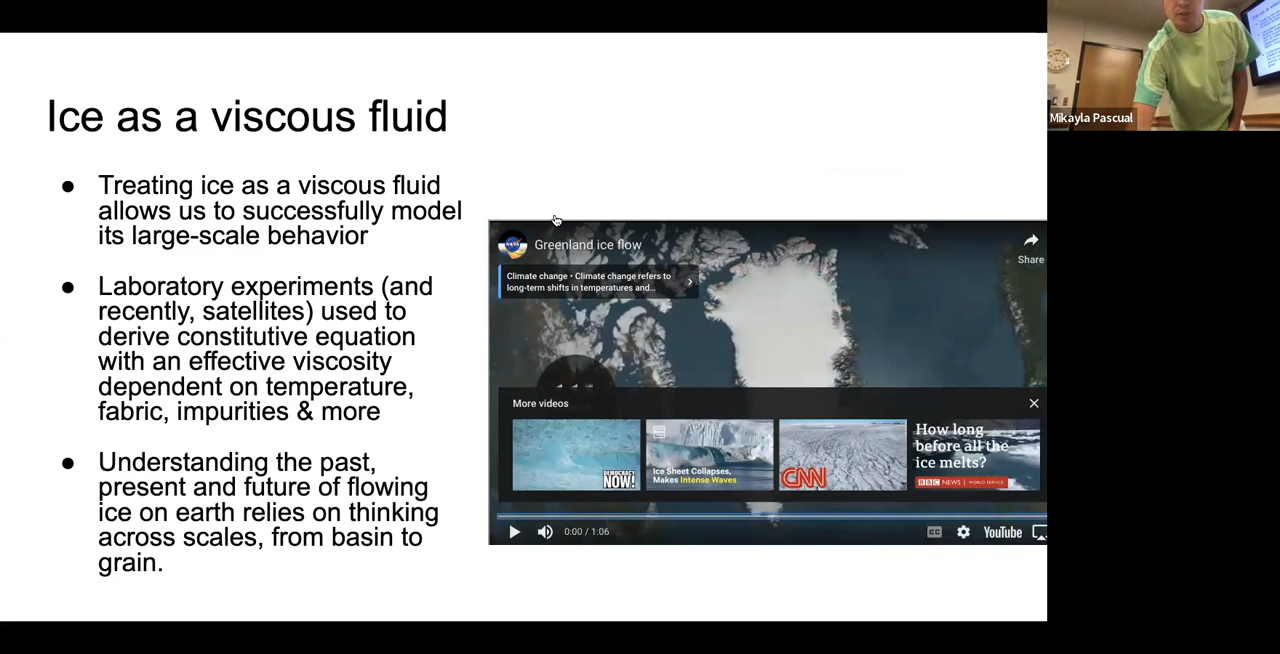 Ice as a viscous fluid
● Treating ice as a viscous fluid
allows us to successfully model
its large-scale behavior
● Laboratory experiments (and
recently, satellites) used to
derive constitutive equation
with an effective viscosity
dependent on temperature,
fabric, impurities & more
● Understanding the past,
present and future of flowing
ice on earth relies on thinking
across scales, from basin to
grain.
NASA
Greenland ice flow
Share
Climate change • Climate change refers to
long-term shifts in temperatures and...
More videos
DEMOCRACY
NOW!
Ice Sheet Collapses,
Makes Intense Waves
CNN
How long
before all the
ice melts?
BBC NEWS | WORLD SERVICE
0:00 / 1:06
CC
YouTube
Mikayla Pascual